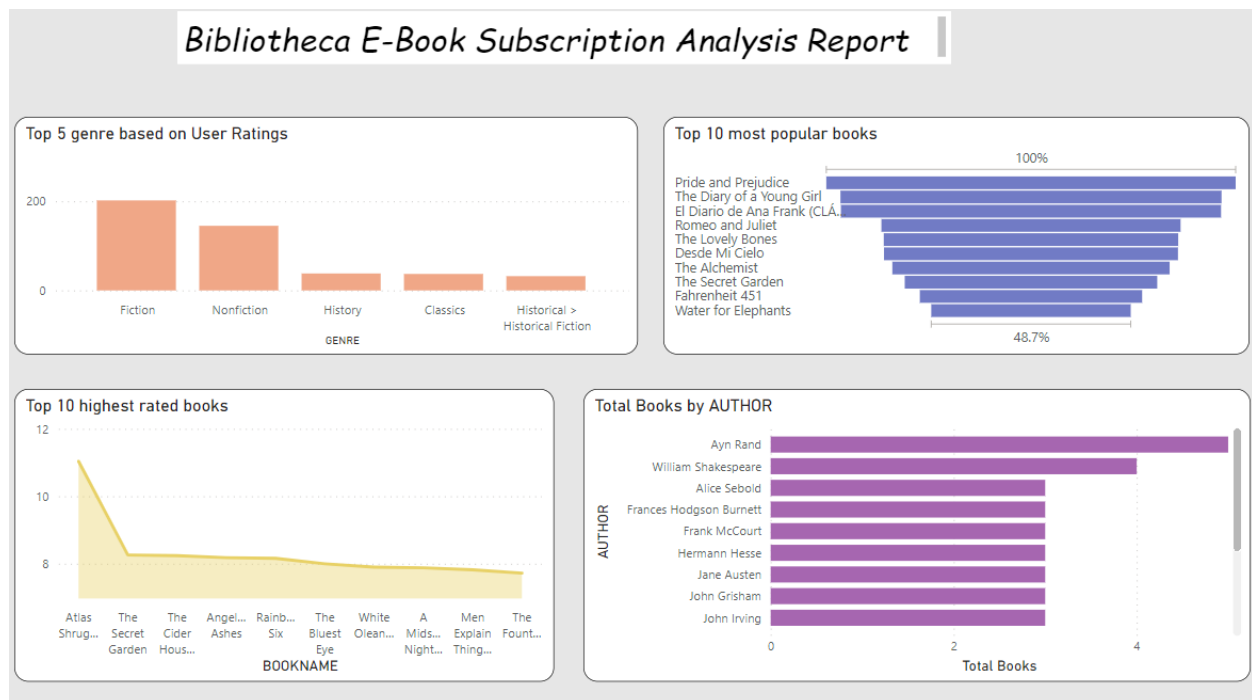 Bibliotheca E-Book Subscription Analysis Report
Top 5 genre based on User Ratings
200
0
Fiction
Nonfiction
History
Classics
Historical >
Historical Fiction
GENRE
Top 10 most popular books
100%
Pride and Prejudice
The Diary of a Young Girl
El Diario de Ana Frank (CLÁ...
Romeo and Juliet
The Lovely Bones
Desde Mi Cielo
The Alchemist
The Secret Garden
Fahrenheit 451
Water for Elephants
48.7%
Top 10 highest rated books
12
10
8
Atlas
Shrug...
The
Secret
Garden
The
Cider
Hous...
Angel...
Ashes
Rainb...
Six
The
Bluest
Eye
White
Olean...
A
Mids...
Night...
Men
Explain
Thing...
The
Fount...
BOOKNAME
Total Books by AUTHOR
AUTHOR
Ayn Rand
William Shakespeare
Alice Sebold
Frances Hodgson Burnett
Frank McCourt
Hermann Hesse
Jane Austen
John Grisham
John Irving
0
2
4
Total Books